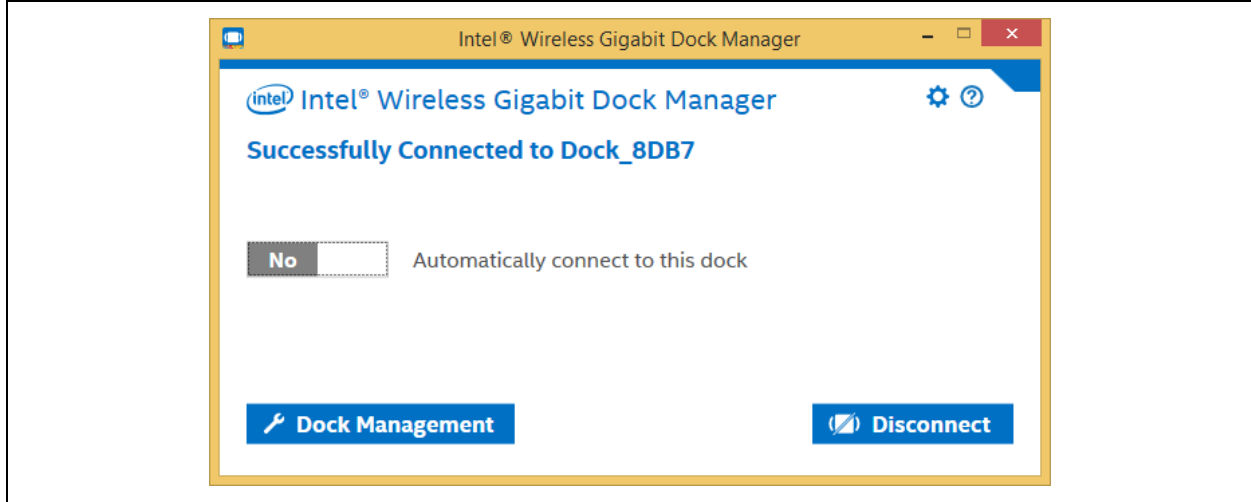 Intel® Wireless Gigabit Dock Manager
intel Intel® Wireless Gigabit Dock Manager
Successfully Connected to Dock_8DB7
No Automatically connect to this dock
Dock Management Disconnect